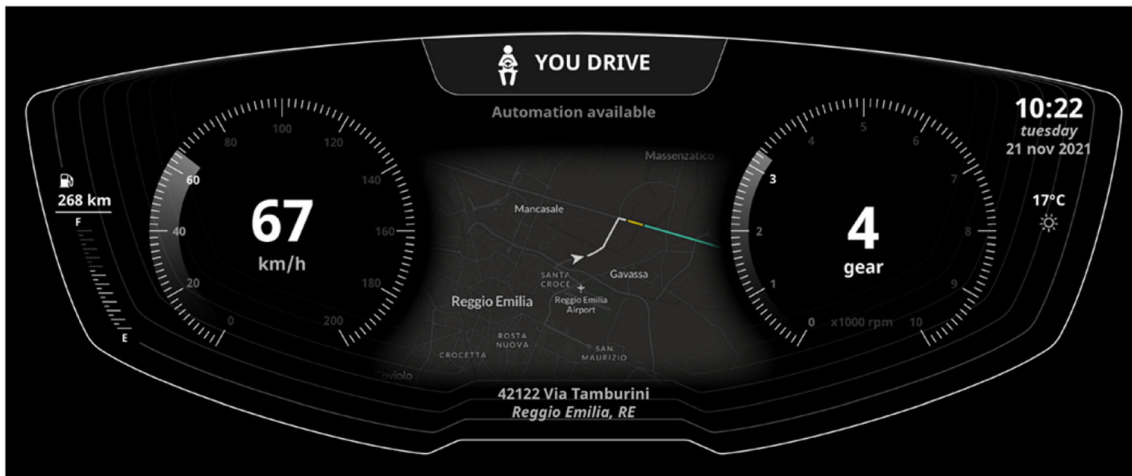 YOU DRIVE
Automation available
10:22
tuesday
21 nov 2021
17°C
268 km
F
E
0
20
40
60
80
100
120
140
160
180
200
67
km/h
Massenzatico
Mancasale
SANTA
CROCE
Gavassa
Reggio Emilia
Reggio Emilia
Airport
ROSTA
NUOVA
CROCETTA
SAN
MAURIZIO
42122 Via Tamburini
Reggio Emilia, RE
0
1
2
3
4
5
6
7
8
9
10
x1000 rpm
4
gear